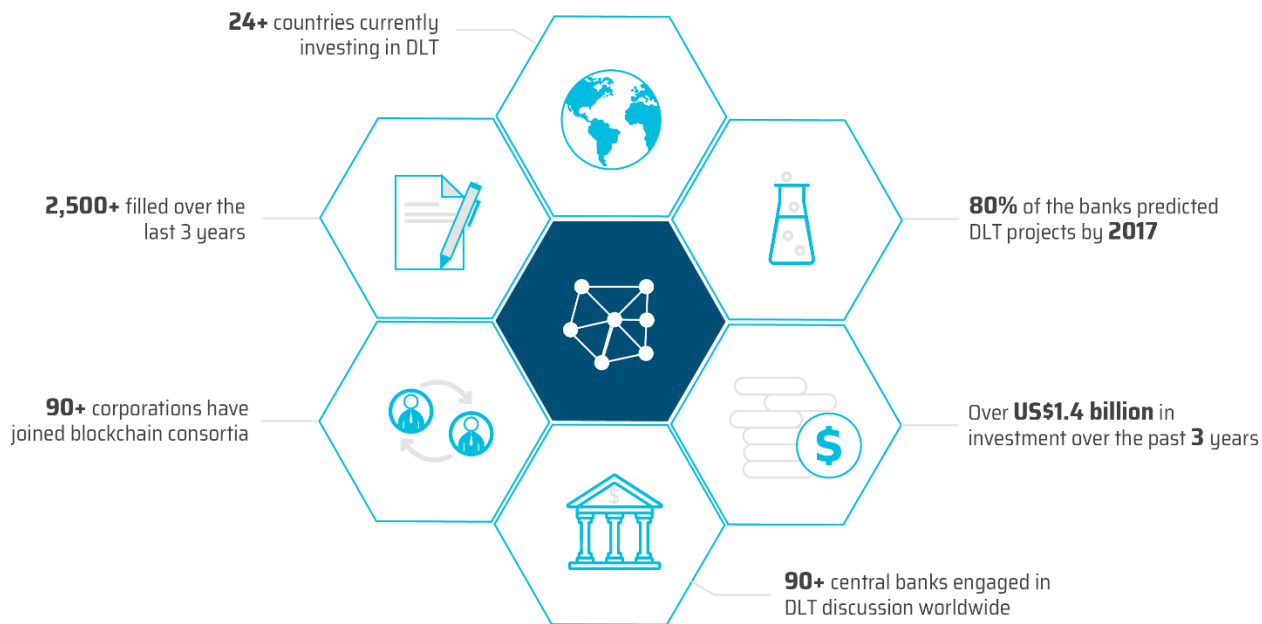 24+ countries currently
investing in DLT
2,500+ filled over the
last 3 years
80% of the banks predicted
DLT projects by 2017
90+ corporations have
joined blockchain consortia
Over US$1.4 billion in
investment over the past 3 years
$
$
90+ central banks engaged in
DLT discussion worldwide